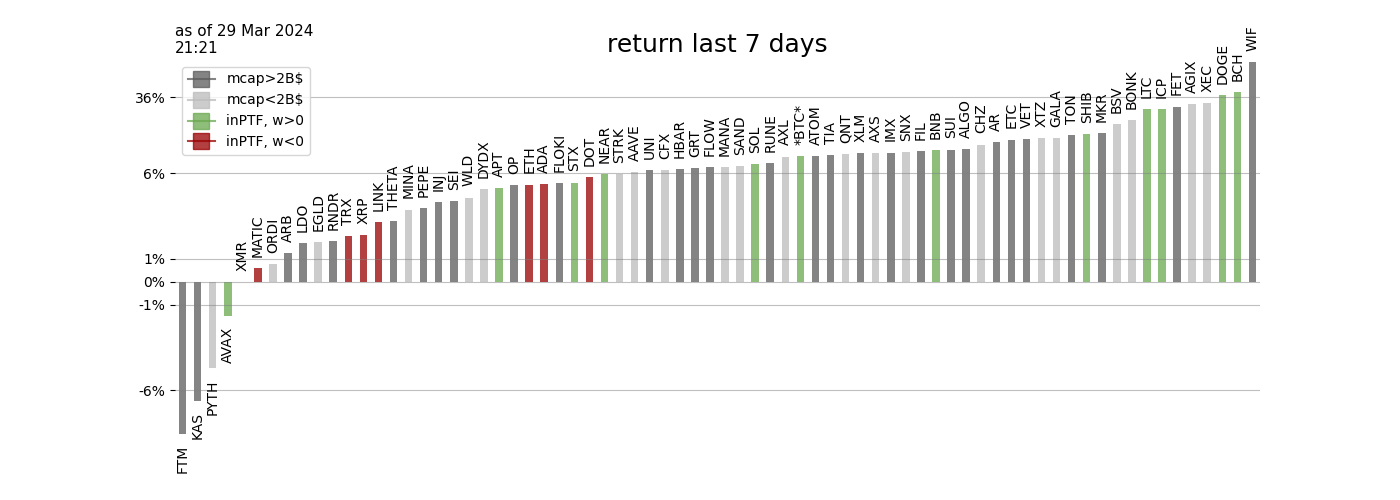 as of 29 Mar 2024
21:21
return last 7 days
mcap>2B$
mcap<2B$
inPTF, w>0
inPTF, w<0
36%
6%
1%
0%
-1%
-6%
FTM
KAS
PYTH
AVAX
XMR
MATIC
ORDI
ARB
LDO
EGLD
RNDR
TRX
XRP
LINK
THETA
MINA
PEPE
INJ
SEI
WLD
DYDX
APT
OP
ETH
ADA
FLOKI
STX
DOT
NEAR
STRK
AAVE
UNI
CFX
HBAR
GRT
FLOW
MANA
SAND
SOL
RUNE
AXL
*BTC*
ATOM
TIA
QNT
XLM
AXS
IMX
SNX
FIL
BNB
SUI
ALGO
CHZ
AR
ETC
VET
XTZ
GALA
TON
SHIB
MKR
BSV
BONK
LTC
ICP
FET
AGIX
XEC
DOGE
BCH
WIF